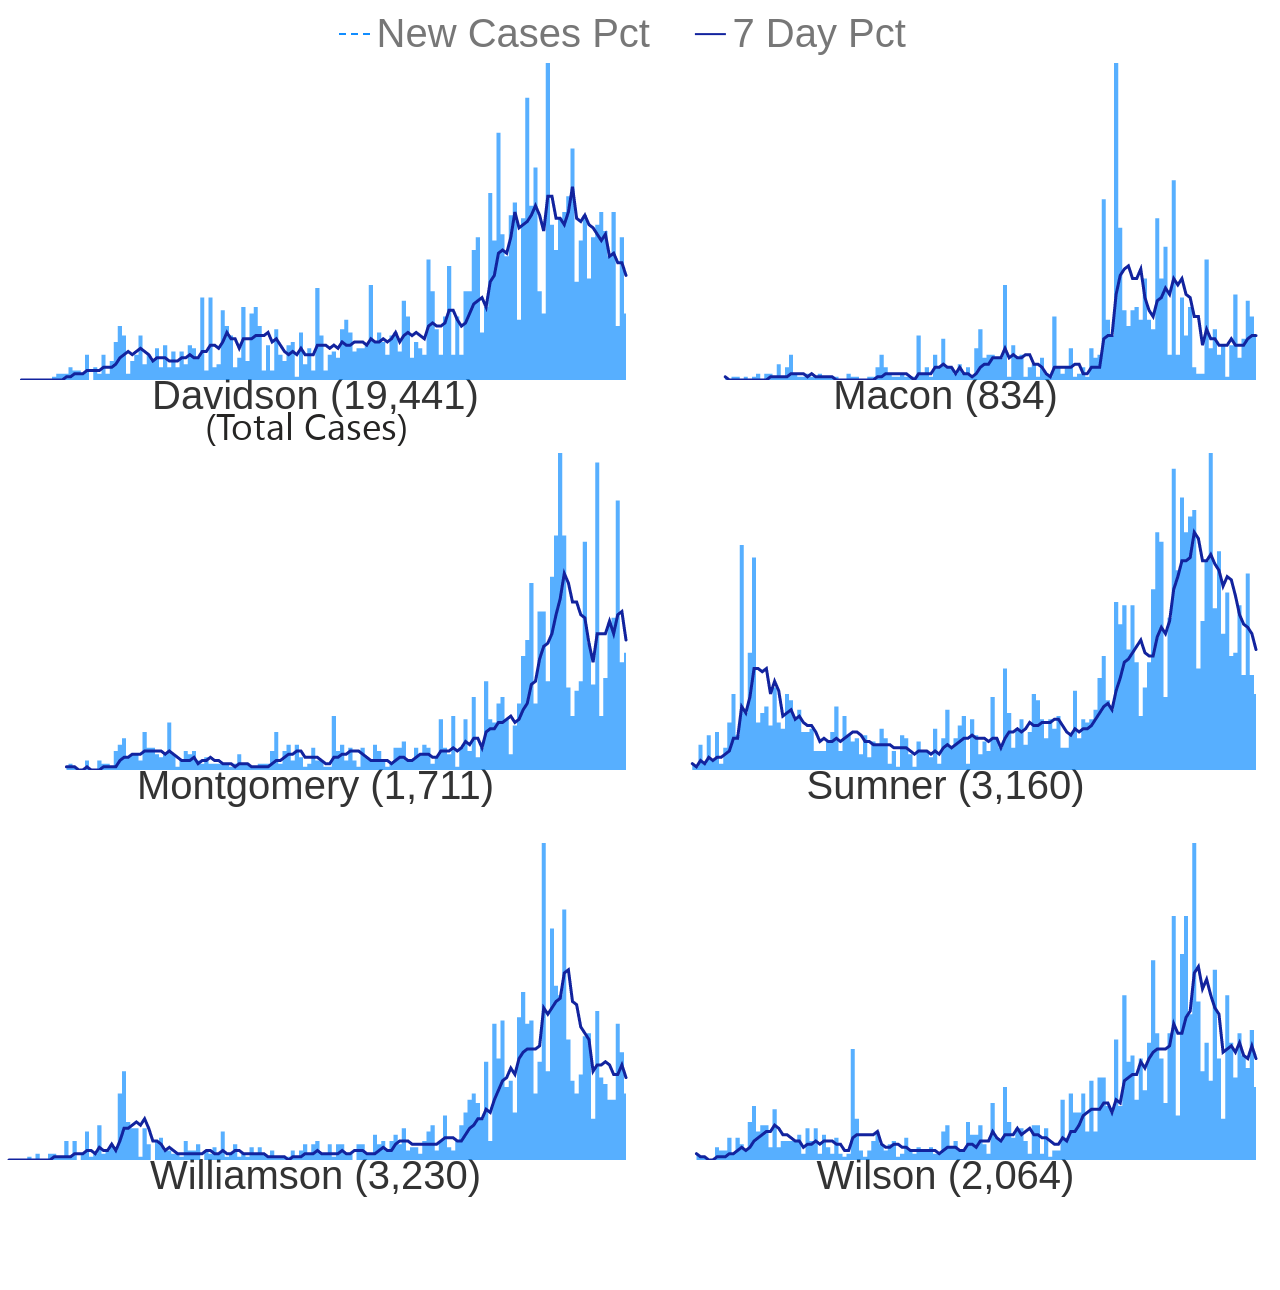 New Cases Pct 7 Day Pct
Davidson (19,441) Macon (834)
(Total Cases)
Montgomery (1,711) Sumner (3,160)
Williamson (3,230) Wilson (2,064)